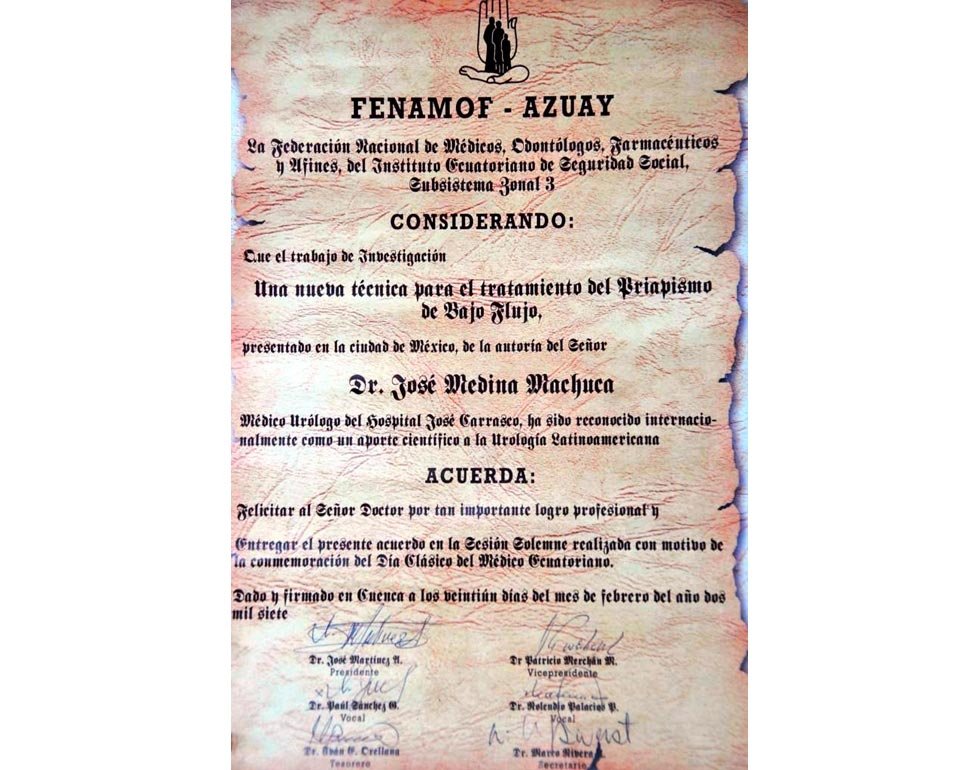 FENAMOF - AZUAY
La Federación Nacional de Médicos, Odontólogos, Farmacéuticos
y Afines, del Instituto Ecuatoriano de Seguridad Social,
Subsistema Zonal 3
CONSIDERANDO:
Que el trabajo de Investigación
Una nueva técnica para el tratamiento del Priapismo
de Bajo Flujo,
presentado en la ciudad de México, de la autoría del Señor
Dr. José Medina Machuca
Médico Urólogo del Hospital José Carrasco, ha sido reconocido internacio-
nalmente como un aporte científico a la Urología Latinoamericana
ACUERDA:
Felicitar al Señor Doctor por tan importante logro profesional y
Entregar el presente acuerdo en la Sesión Solemne realizada con motivo de
la conmemoración del Día Clásico del Médico Ecuatoriano.
Dado y firmado en Cuenca a los veintiún días del mes de febrero del año dos
mil siete
Dr. José Martínez A. Dr Patricio Merchán M.
Presidente Vicepresidente
Dr. Paúl Sánchez G. Dr. Rolendio Palacios P.
Vocal Vocal
Dr. Iván E. Orellana Dr. Marco Rivera
Tesorero Secretario